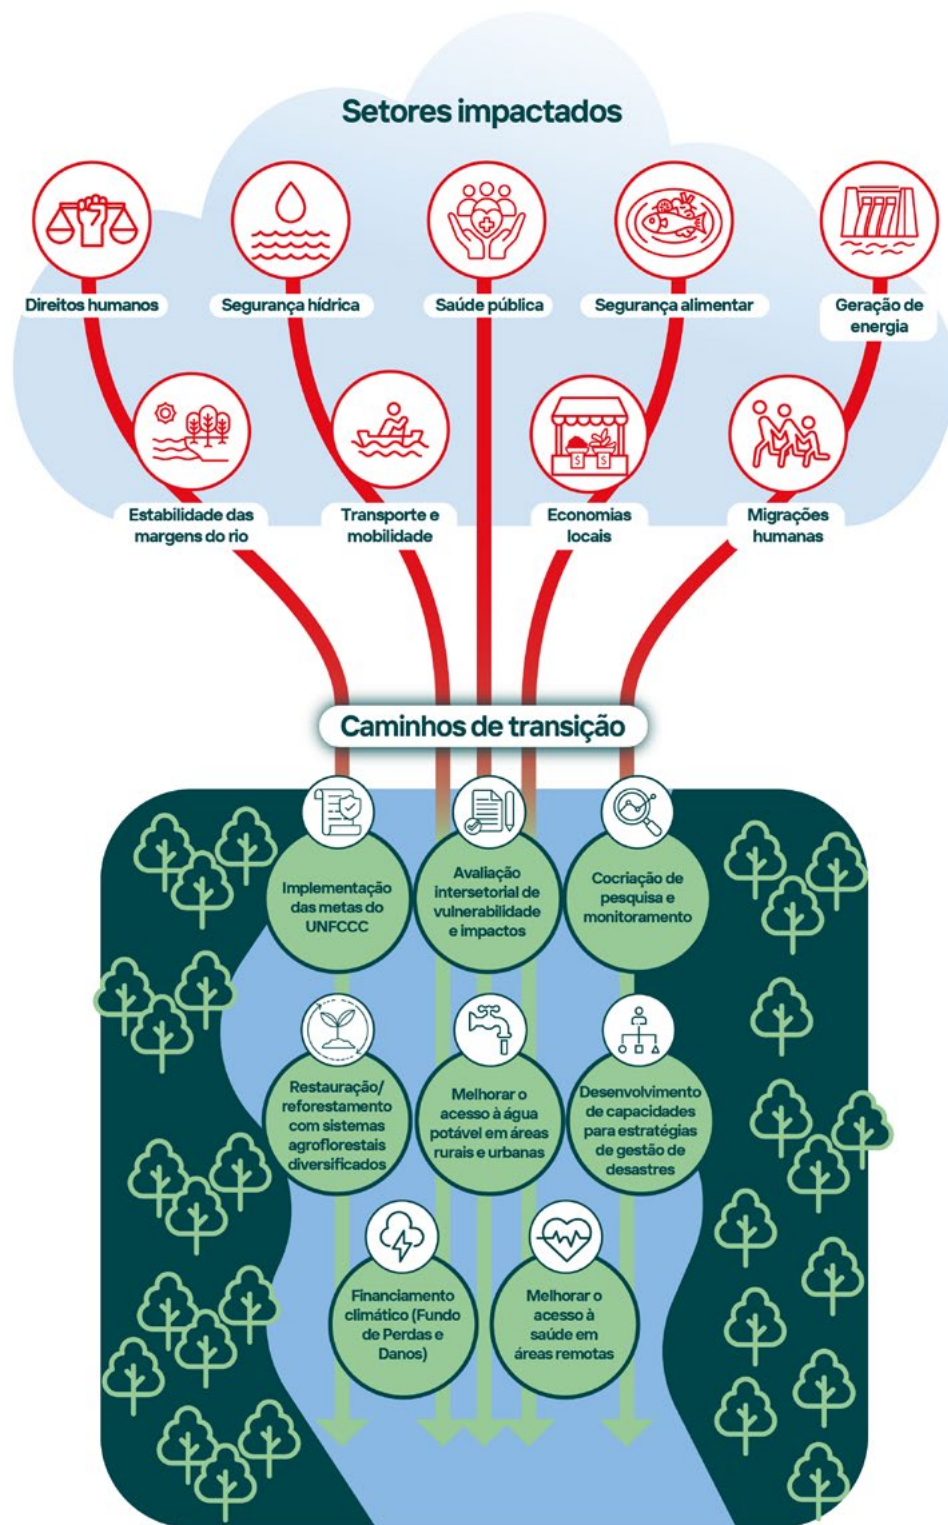 Setores impactados
Direitos humanos
Segurança hídrica
Saúde pública
Segurança alimentar
Geração de
energia
Estabilidade das
margens do rio
Transporte e
mobilidade
Economias
locais
Migrações
humanas
Caminhos de transição
Implementação
das metas do
UNFCCC
Avaliação
intersetorial de
vulnerabilidade
e impactos
Cocriação de
pesquisa e
monitoramento
Restauração/
reforestamento
com sistemas
agroflorestais
diversificados
Melhorar o
acesso à água
potável em áreas
rurais e urbanas
Desenvolvimento
de capacidades
para estratégias
de gestão de
desastres
Financiamento
climático (Fundo
de Perdas e
Danos)
Melhorar o
acesso à
saúde em
áreas remotas